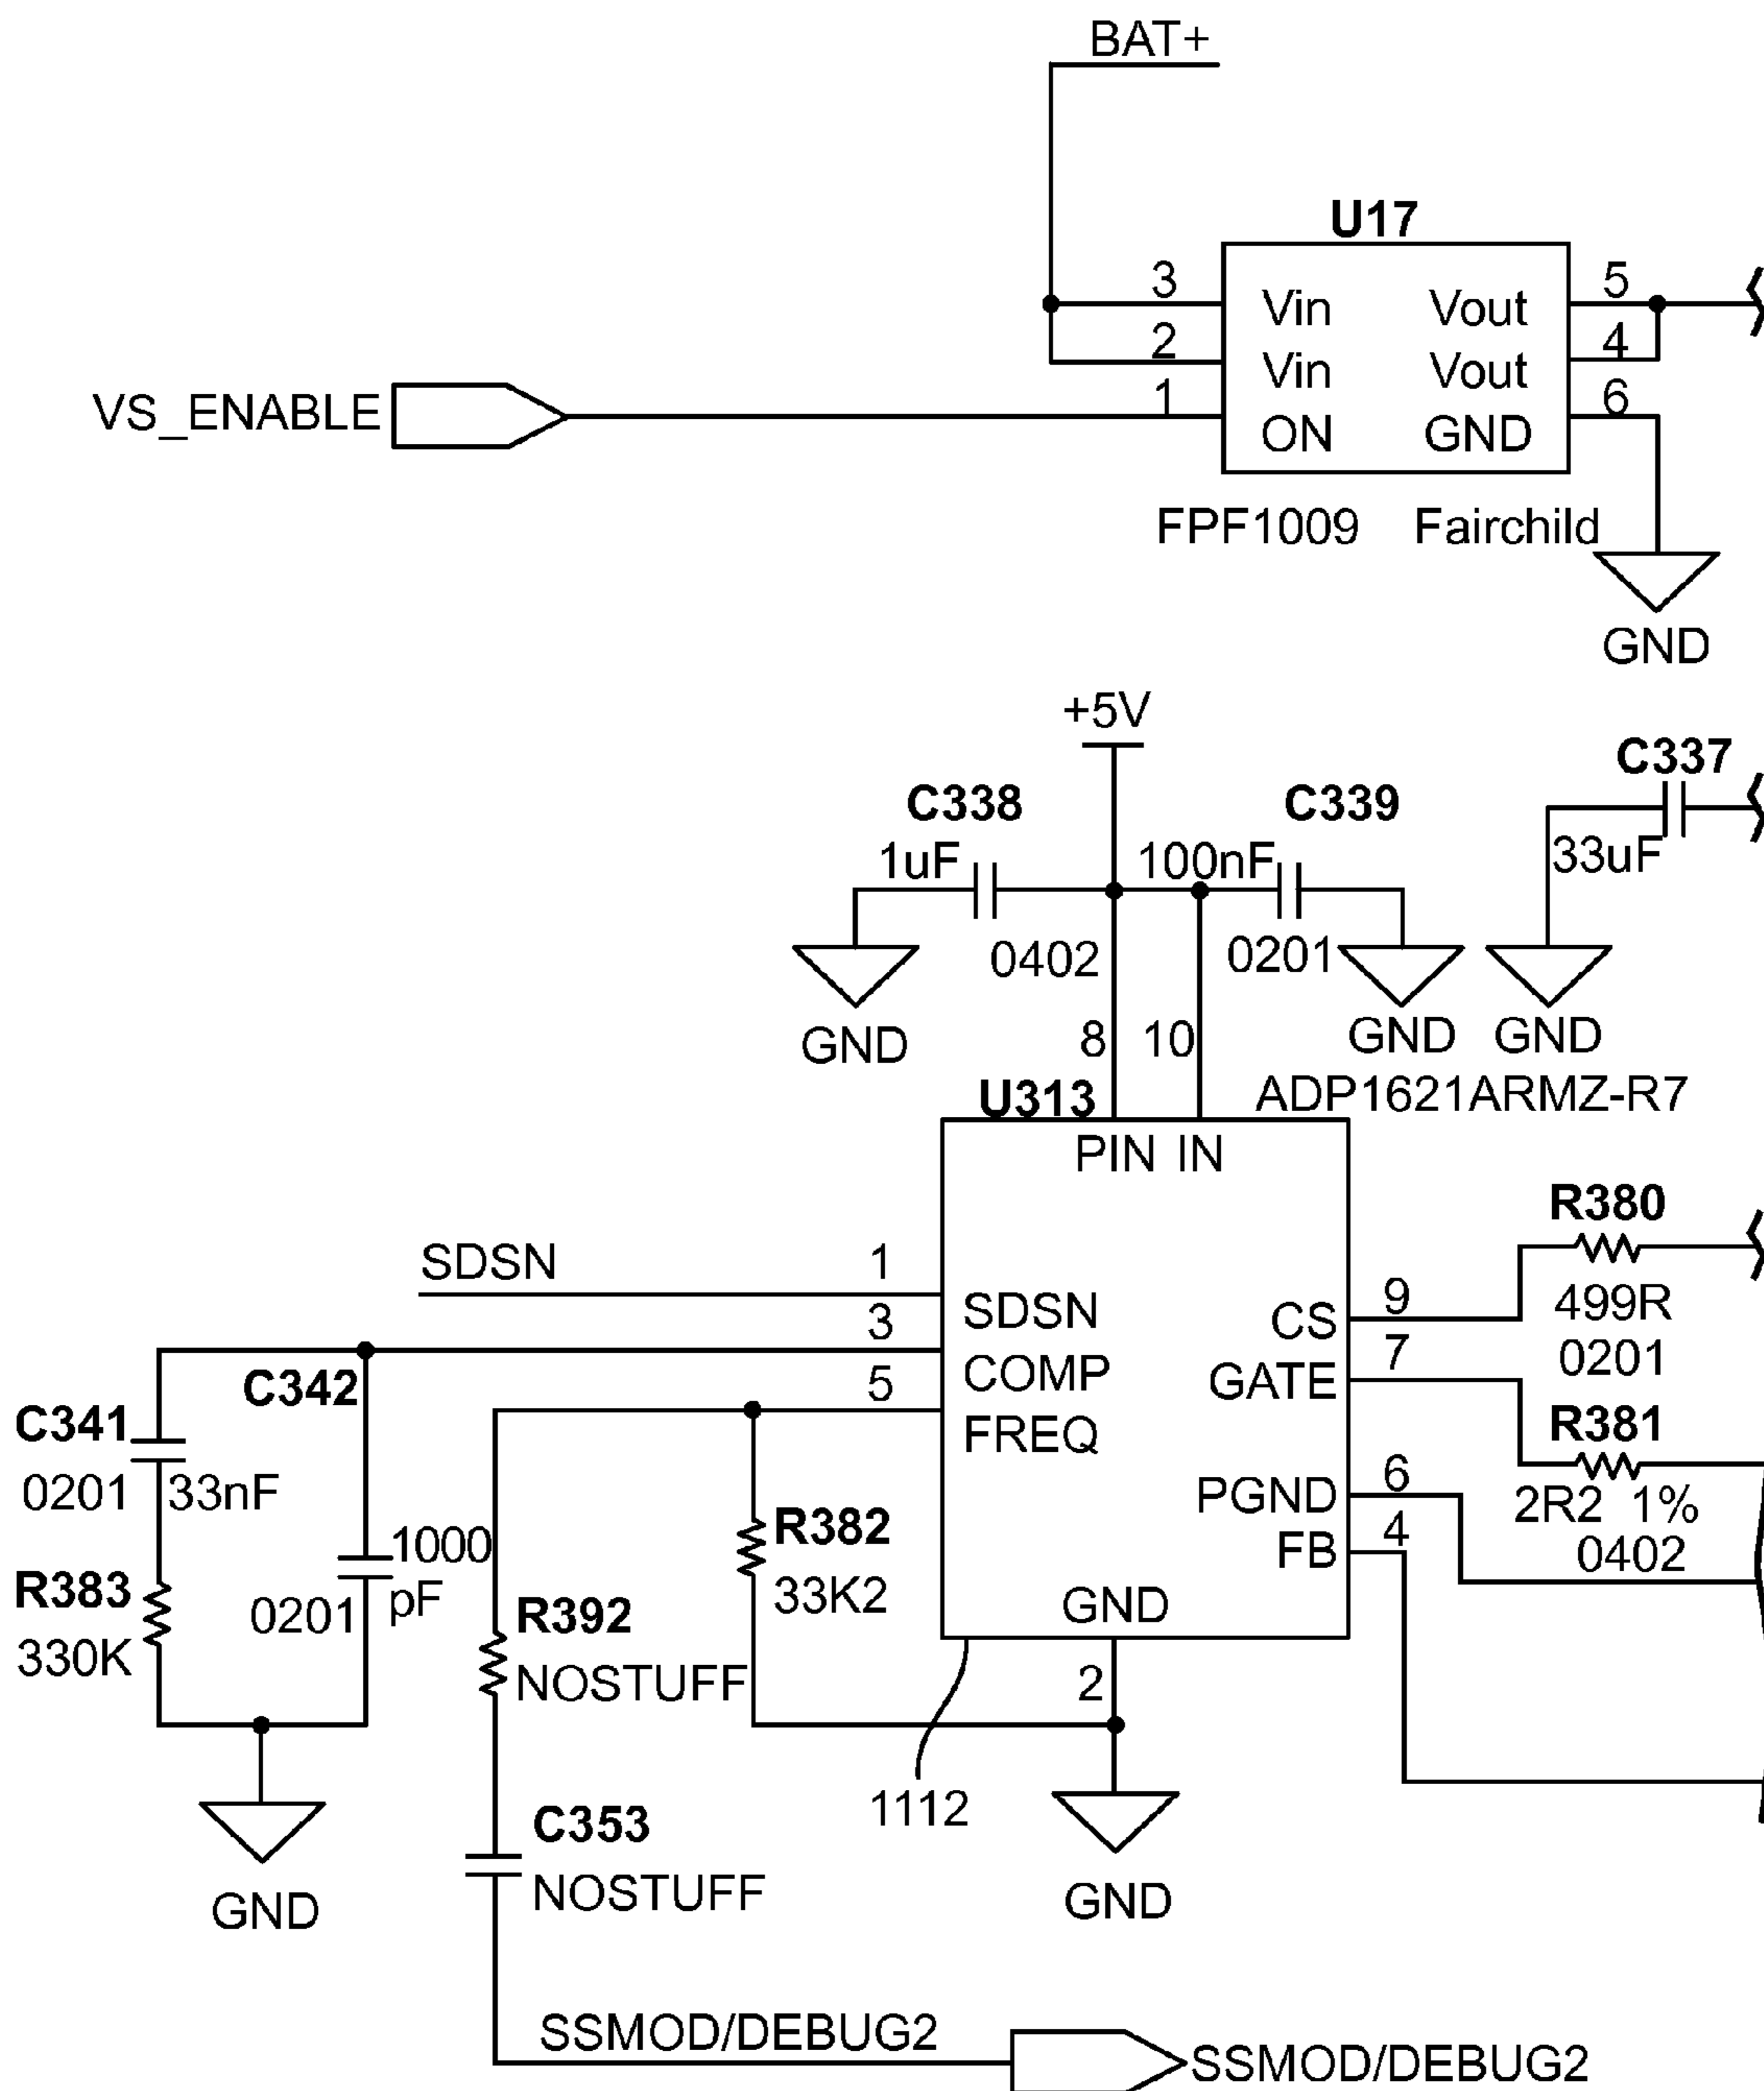 BAT+
U17
3
Vin
Vout
5
2
Vin
Vout
4
VS_ENABLE
1
ON
GND
6
FPF1009 Fairchild
GND
+5V
C337
C338
C339
1uF
100nF
33uF
0402
0201
GND
8
10
GND
GND
U313
ADP1621ARMZ-R7
PIN IN
R380
SDSN
1
SDSN
CS
9
499R
0201
3
COMP
GATE
7
C342
5
FREQ
R381
C341
0201
33nF
PGND
6
2R2 1%
0402
R382
33K2
FB
4
1000
pF
0201
R383
330K
R392
NOSTUFF
GND
2
1112
C353
NOSTUFF
GND
GND
SSMOD/DEBUG2
SSMOD/DEBUG2